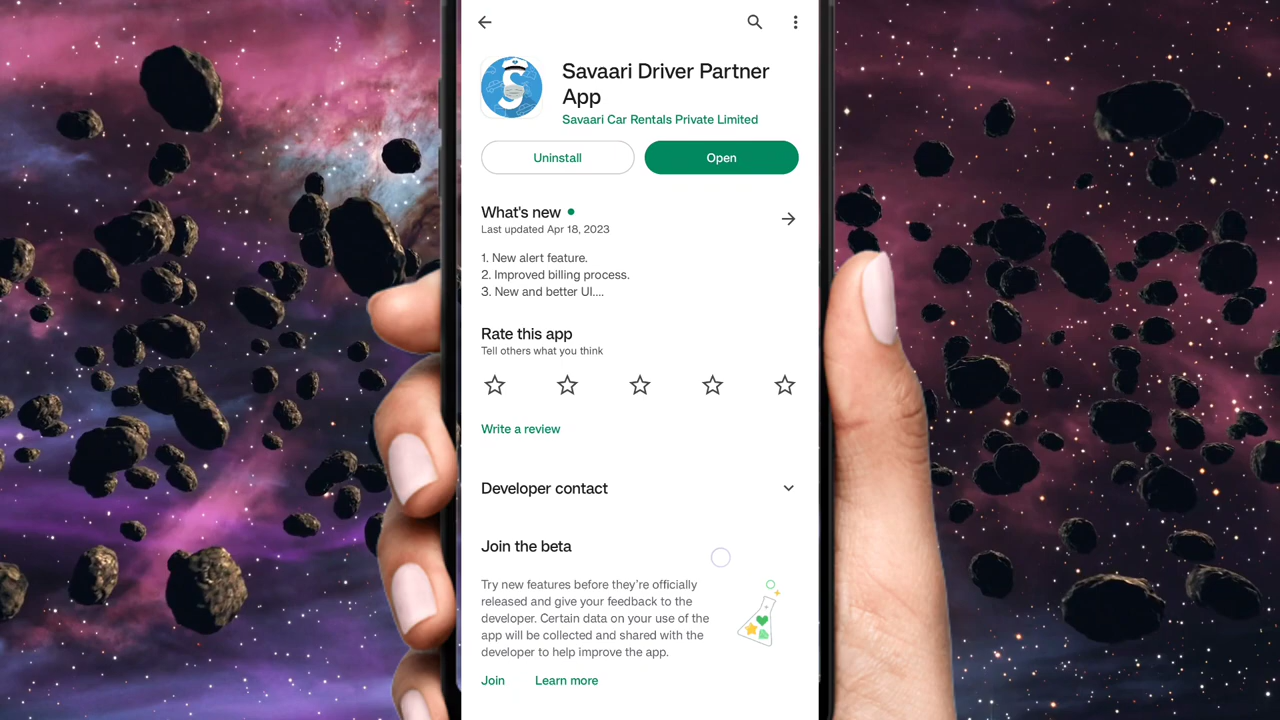 Savaari Driver Partner
App
Savaari Car Rentals Private Limited
Uninstall
Open
What's new
Last updated Apr 18, 2023
1. New alert feature.
2. Improved billing process.
3. New and better UI....
Rate this app
Tell others what you think
Write a review
Developer contact
Join the beta
Try new features before they're officially
released and give your feedback to the
developer. Certain data on your use of the
app will be collected and shared with the
developer to help improve the app.
Join
Learn more